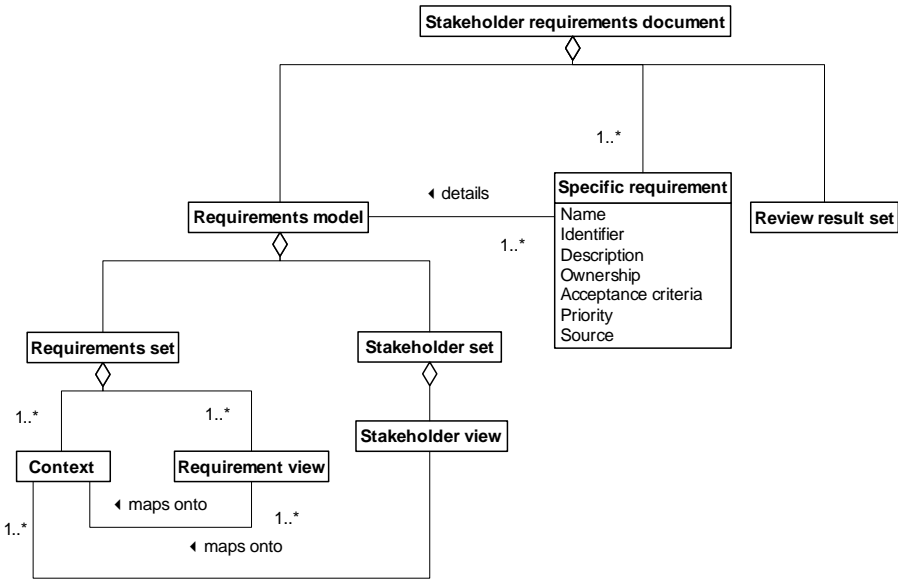 Stakeholder requirements document
1..*
◂ details
Specific requirement
Requirements model
Review result set
1..*
Name
Identifier
Description
Ownership
Acceptance criteria
Priority
Source
Requirements set
Stakeholder set
1..*
1..*
Stakeholder view
Context
Requirement view
◂ maps onto
1..*
1..*
◂ maps onto